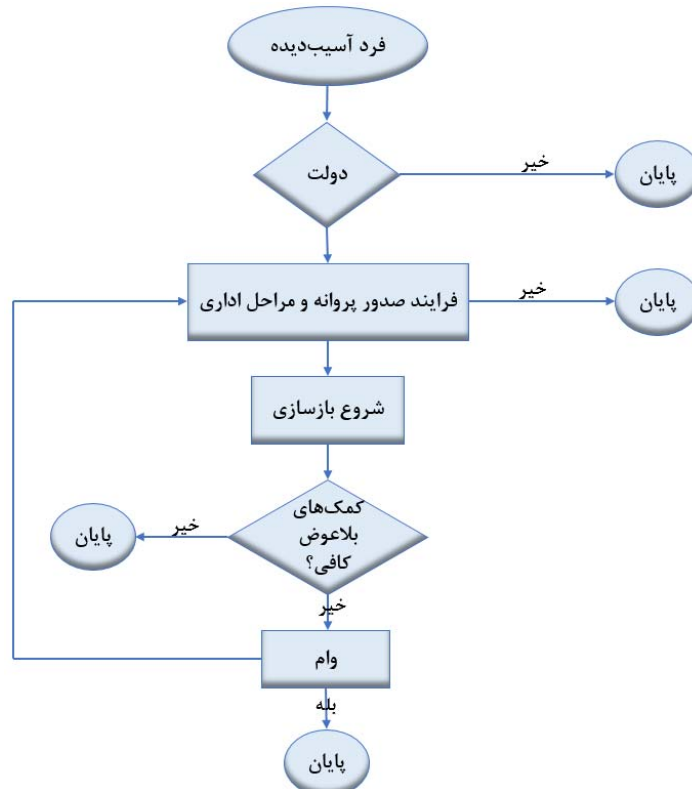 فرد آسیب‌دیده
دولت
خیر
پایان
فرایند صدور پروانه و مراحل اداری
خیر
پایان
شروع بازسازی
کمک‌های
بلاعوض
کافی؟
خیر
پایان
خیر
وام
بله
پایان